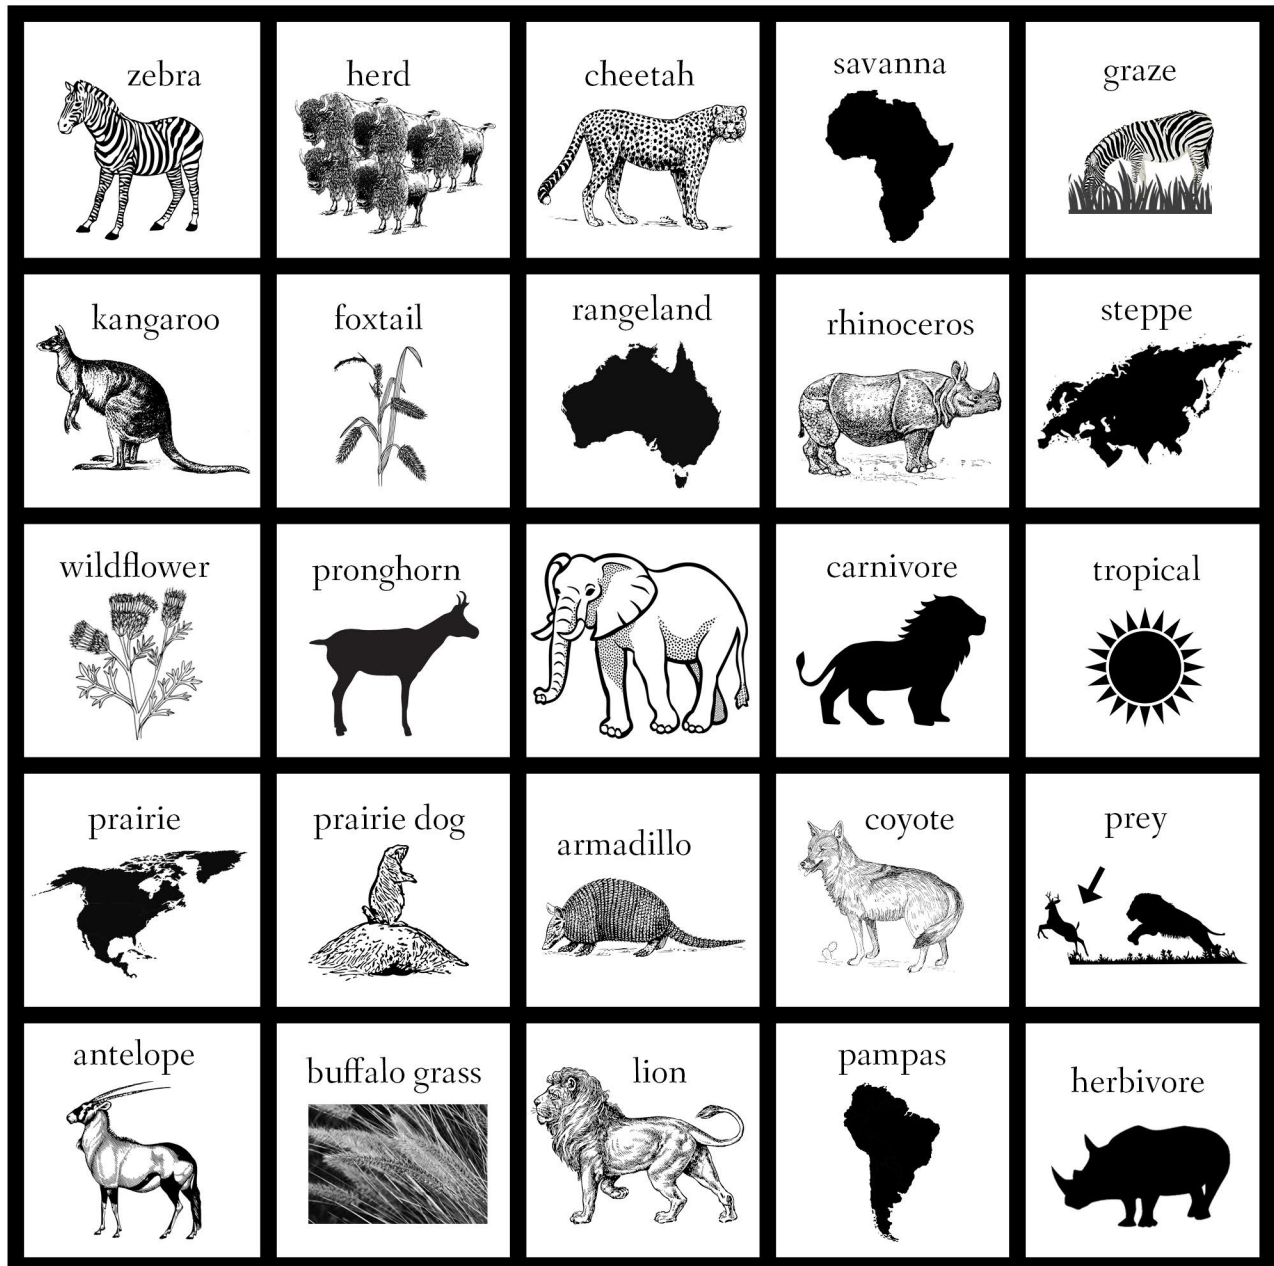 zebra
herd
cheetah
savanna
graze
kangaroo
foxtail
rangeland
rhinoceros
steppe
wildflower
pronghorn
carnivore
tropical
prairie
prairie dog
armadillo
coyote
prey
antelope
buffalo grass
lion
pampas
herbivore